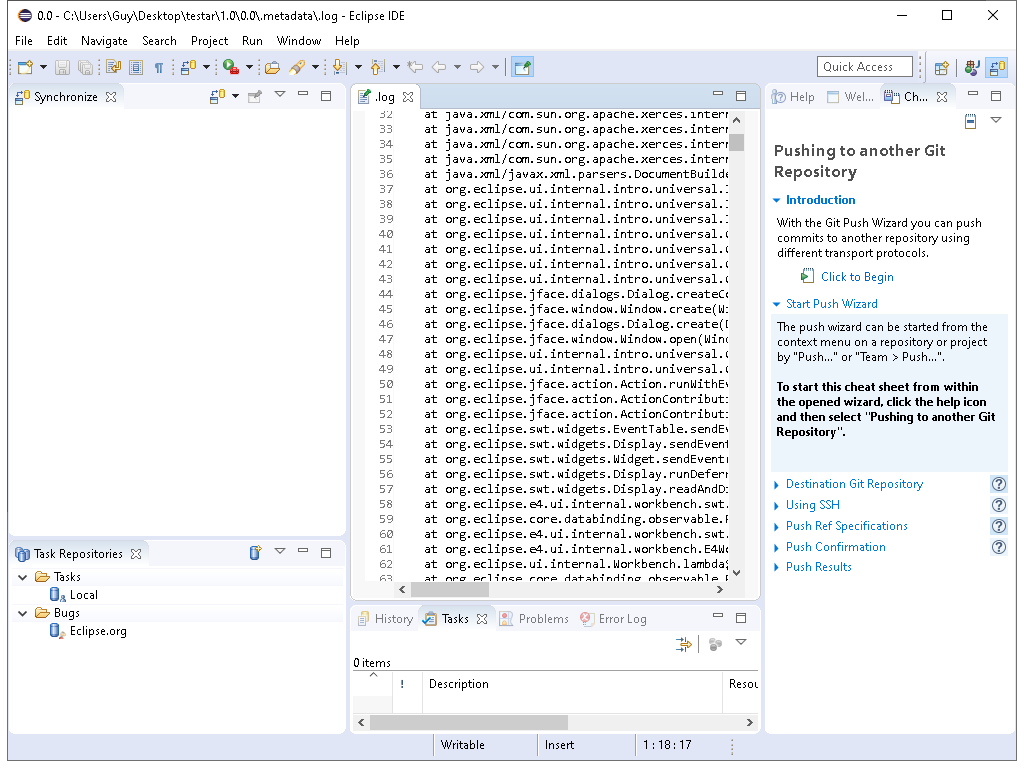 0.0 - C:\Users\Guy\Desktop\testar\1.0\0.0\.metadata\.log - Eclipse IDE
File Edit Navigate Search Project Run Window Help
Quick Access
Synchronize
Task Repositories
Tasks
Local
Bugs
Eclipse.org
.log
32 at java.xml/com.sun.org.apache.xerces.intern
33 at java.xml/com.sun.org.apache.xerces.intern
34 at java.xml/com.sun.org.apache.xerces.intern
35 at java.xml/com.sun.org.apache.xerces.intern
36 at java.xml/javax.xml.parsers.DocumentBuilde
37 at org.eclipse.ui.internal.intro.universal.
38 at org.eclipse.ui.internal.intro.universal.
39 at org.eclipse.ui.internal.intro.universal.
40 at org.eclipse.ui.internal.intro.universal.
41 at org.eclipse.ui.internal.intro.universal.
42 at org.eclipse.ui.internal.intro.universal.
43 at org.eclipse.ui.internal.intro.universal.
44 at org.eclipse.jface.dialogs.Dialog.createCo
45 at org.eclipse.jface.window.Window.create(Wi
46 at org.eclipse.jface.dialogs.Dialog.create(D
47 at org.eclipse.jface.window.Window.open(Wind
48 at org.eclipse.ui.internal.intro.universal.
49 at org.eclipse.ui.internal.intro.universal.
50 at org.eclipse.jface.action.Action.runWithEv
51 at org.eclipse.jface.action.ActionContributi
52 at org.eclipse.jface.action.ActionContributi
53 at org.eclipse.swt.widgets.EventTable.sendEv
54 at org.eclipse.swt.widgets.Display.sendEvent
55 at org.eclipse.swt.widgets.Widget.sendEvent
56 at org.eclipse.swt.widgets.Display.runDeferr
57 at org.eclipse.swt.widgets.Display.readAndDi
58 at org.eclipse.e4.ui.internal.workbench.swt.
59 at org.eclipse.core.databinding.observable.
60 at org.eclipse.e4.ui.internal.workbench.swt.
61 at org.eclipse.e4.ui.internal.workbench.E4Wo
62 at org.eclipse.ui.internal.Workbench.lambda$
63 at org.eclipse.core.databinding.observable.
History Tasks Problems Error Log
0 items
! Description Resou
Help Wel... Ch...
Pushing to another Git
Repository
Introduction
With the Git Push Wizard you can push
commits to another repository using
different transport protocols.
Click to Begin
Start Push Wizard
The push wizard can be started from the
context menu on a repository or project
by "Push..." or "Team > Push...".
To start this cheat sheet from within
the opened wizard, click the help icon
and then select "Pushing to another Git
Repository".
Destination Git Repository
Using SSH
Push Ref Specifications
Push Confirmation
Push Results
Writable Insert 1 : 18 : 17